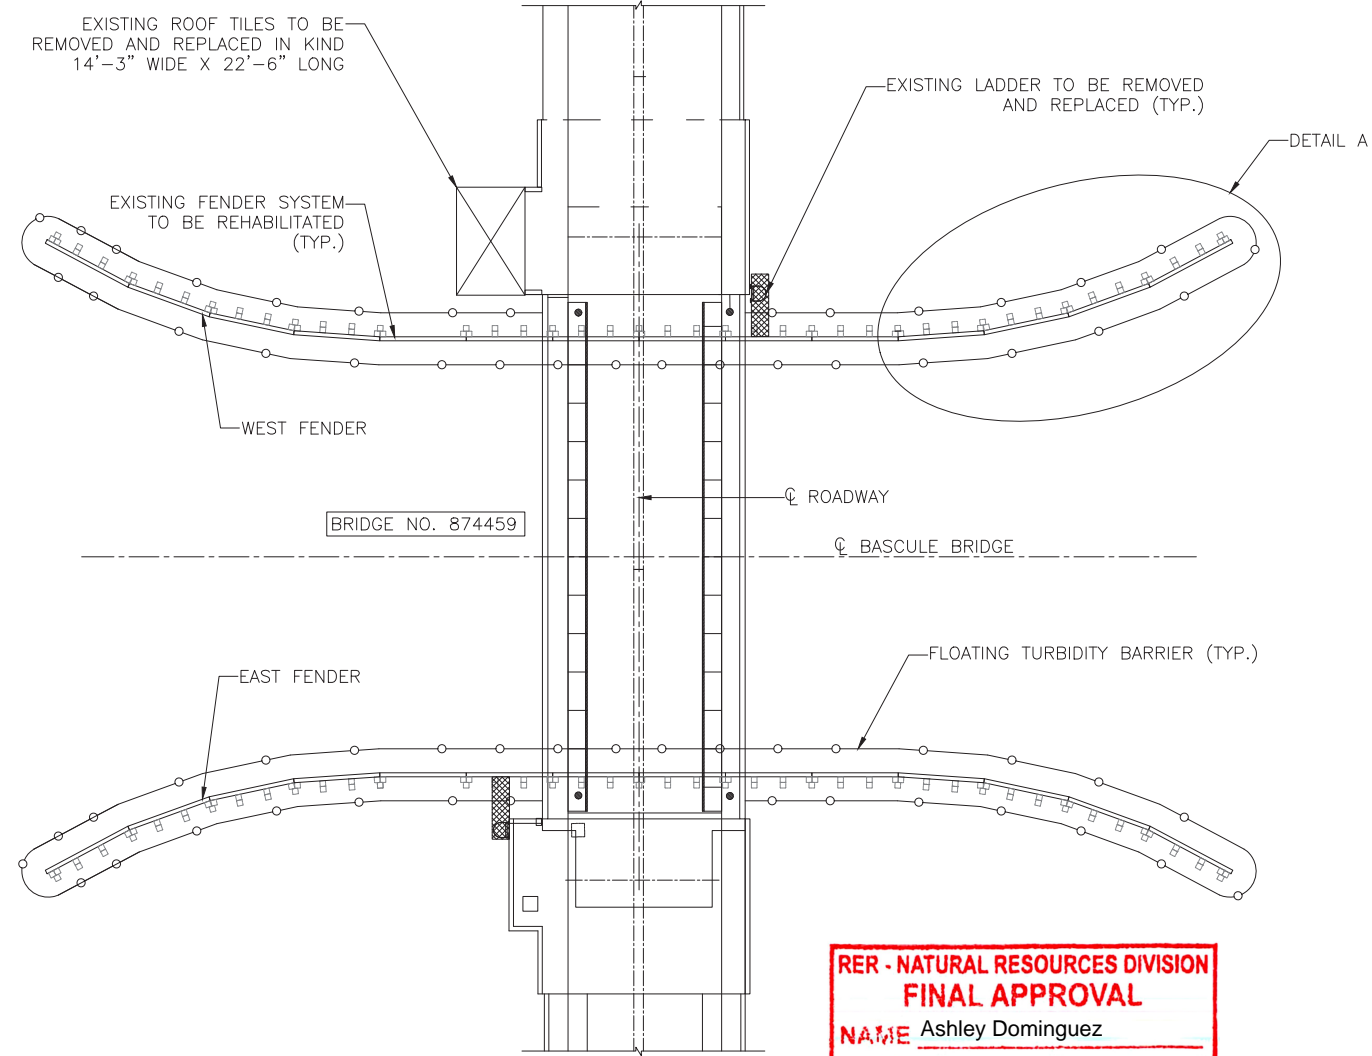 EXISTING ROOF TILES TO BE
REMOVED AND REPLACED IN KIND
14'-3" WIDE X 22'-6" LONG
EXISTING LADDER TO BE REMOVED
AND REPLACED (TYP.)
DETAIL A
EXISTING FENDER SYSTEM
TO BE REHABILITATED
(TYP.)
WEST FENDER
℄ ROADWAY
BRIDGE NO. 874459
℄ BASCULE BRIDGE
FLOATING TURBIDITY BARRIER (TYP.)
EAST FENDER
RER - NATURAL RESOURCES DIVISION
FINAL APPROVAL
NAME Ashley Dominguez